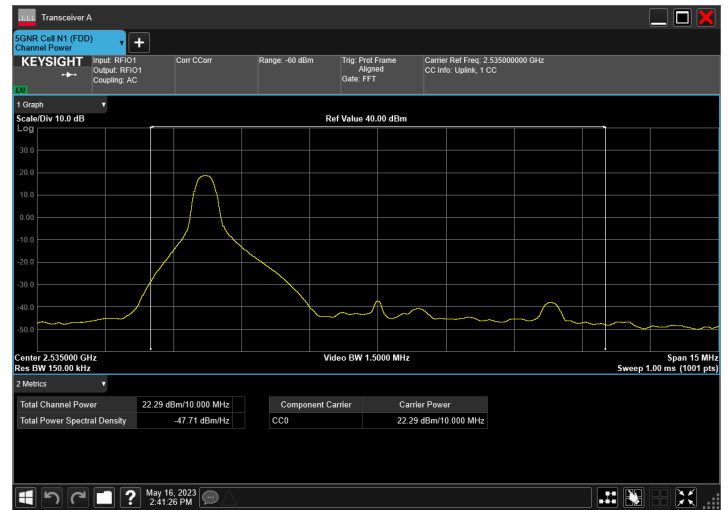 Transceiver A
5GNR Cell N1 (FDD)
Channel Power
KEYSIGHT
LXI
Input: RFIO1
Output: RFIO1
Coupling: AC
Corr CCorr
Range: -60 dBm
Trig: Prot Frame
Aligned
Gate: FFT
Carrier Ref Freq: 2.535000000 GHz
CC Info: Uplink, 1 CC
1 Graph
Scale/Div 10.0 dB
Ref Value 40.00 dBm
Log
30.0
20.0
10.0
0.00
-10.0
-20.0
-30.0
-40.0
-50.0
Center 2.535000 GHz
Video BW 1.5000 MHz
Span 15 MHz
Res BW 150.00 kHz
Sweep 1.00 ms (1001 pts)
2 Metrics
Total Channel Power 22.29 dBm/10.000 MHz
Total Power Spectral Density -47.71 dBm/Hz
Component Carrier Carrier Power
CC0 22.29 dBm/10.000 MHz
?
May 16, 2023
2:41:26 PM